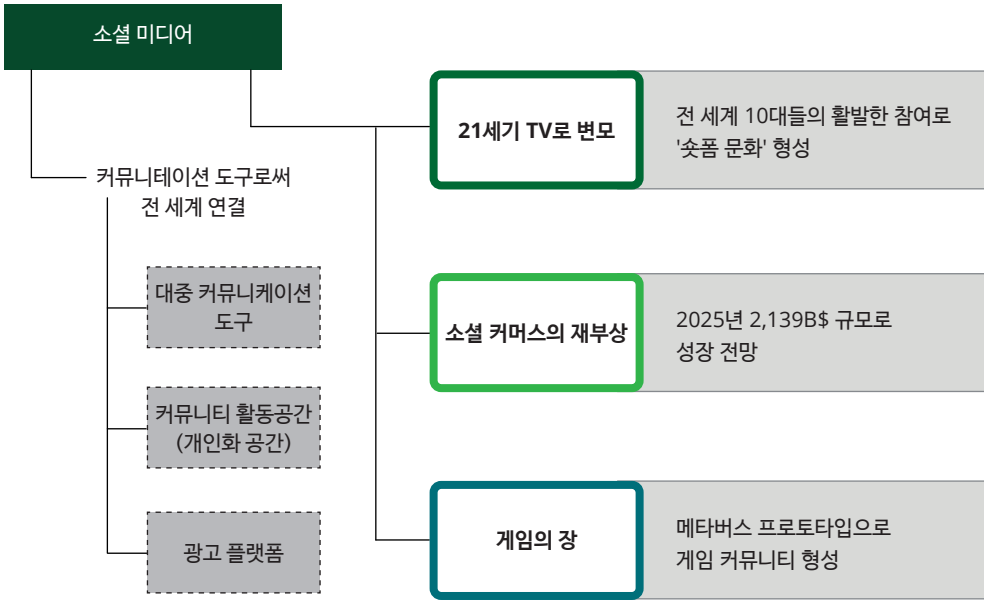 소셜 미디어
커뮤니테이션 도구로써
전 세계 연결
대중 커뮤니케이션
도구
커뮤니티 활동공간
(개인화 공간)
광고 플랫폼
21세기 TV로 변모
전 세계 10대들의 활발한 참여로
'숏폼 문화' 형성
소셜 커머스의 재부상
2025년 2,139B$ 규모로
성장 전망
게임의 장
메타버스 프로토타입으로
게임 커뮤니티 형성